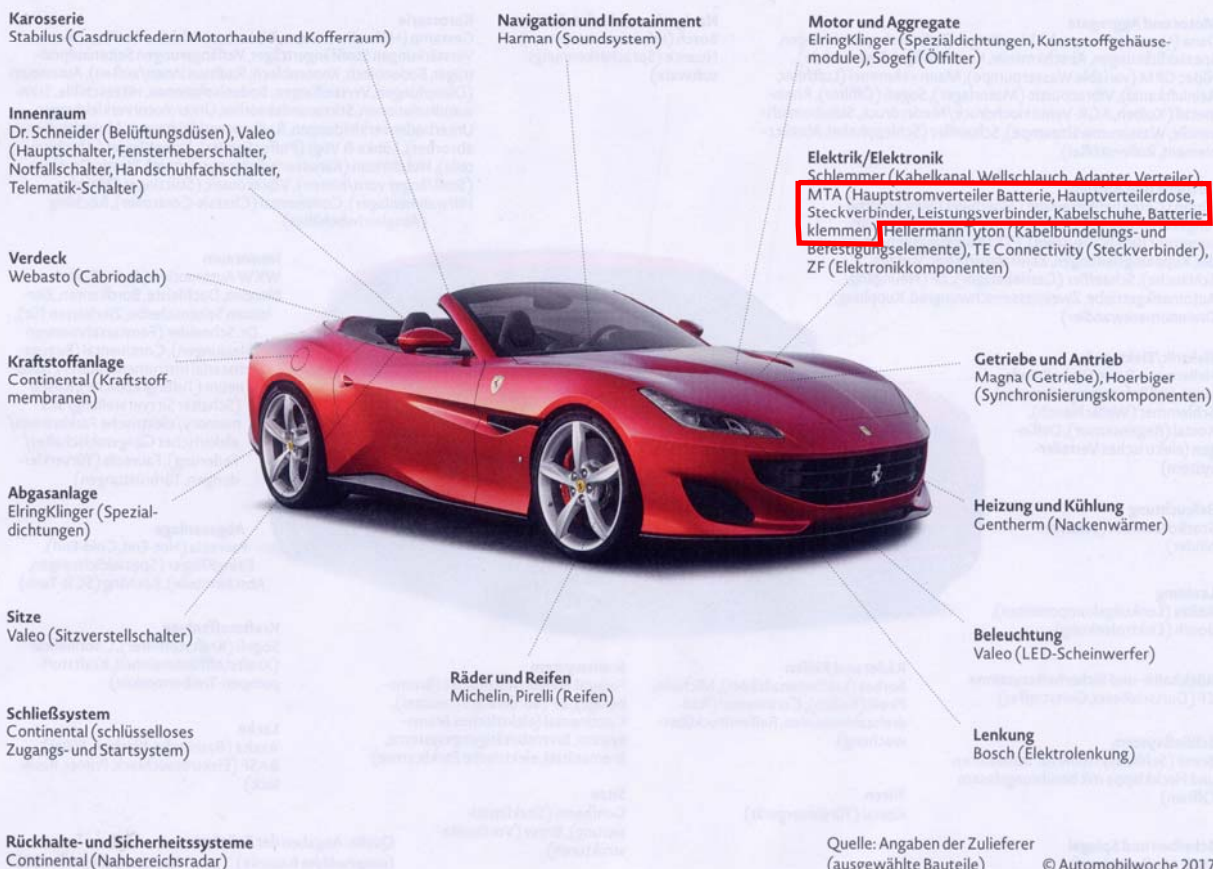 Karosserie
Stabilus (Gasdruckfedern Motorhaube und Kofferraum)
Navigation und Infotainment
Harman (Soundsystem)
Motor und Aggregate
ElringKlinger (Spezialdichtungen, Kunststoffgehäuse-
module), Sogefi (Ölfilter)
Innenraum
Dr. Schneider (Belüftungsdüsen), Valeo
(Hauptschalter, Fensterheberschalter,
Notfallschalter, Handschuhfachschalter,
Telematik-Schalter)
Elektrik/Elektronik
Schlemmer (Kabelkanal, Wellschlauch, Adapter, Verteiler)
MTA (Hauptstromverteiler Batterie, Hauptverteilerdose,
Steckverbinder, Leistungsverbinder, Kabelschuhe, Batterie-
klemmen) HellermannTyton (Kabelbündelungs- und
Befestigungselemente), TE Connectivity (Steckverbinder),
ZF (Elektronikkomponenten)
Verdeck
Webasto (Cabriodach)
Kraftstoffanlage
Continental (Kraftstoff
membranen)
Getriebe und Antrieb
Magna (Getriebe), Hoerbiger
(Synchronisierungskomponenten)
Abgasanlage
ElringKlinger (Spezial-
dichtungen)
Heizung und Kühlung
Gentherm (Nackenwärmer)
Sitze
Valeo (Sitzverstellschalter)
Beleuchtung
Valeo (LED-Scheinwerfer)
Räder und Reifen
Michelin, Pirelli (Reifen)
Schließsystem
Continental (schlüsselloses
Zugangs- und Startsystem)
Lenkung
Bosch (Elektrolenkung)
Rückhalte- und Sicherheitssysteme
Continental (Nahbereichsradar)
Quelle: Angaben der Zulieferer
(ausgewählte Bauteile) © Automobilwoche 2017